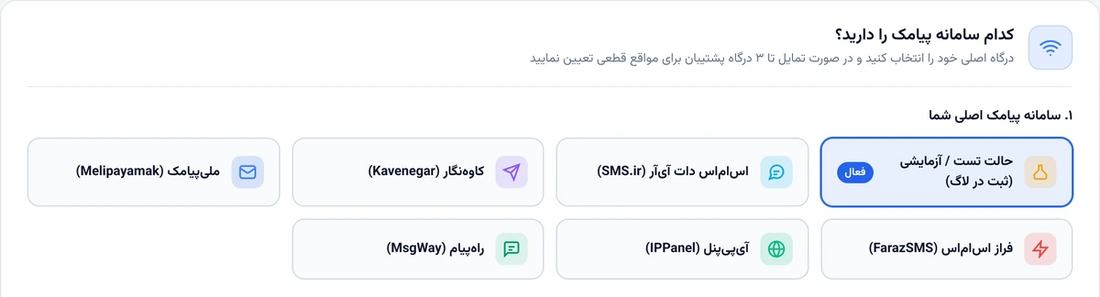 کدام سامانه پیامک را دارید؟
درگاه اصلی خود را انتخاب کنید و در صورت تمایل تا ۳ درگاه پشتیبان برای مواقع قطعی تعیین نمایید
۱. سامانه پیامک اصلی شما
حالت تست / آزمایشی
(ثبت در لاگ)
فعال
اس‌ام‌اس دات آی‌آر (SMS.ir)
کاوه‌نگار (Kavenegar)
ملی‌پیامک (Melipayamak)
فراز اس‌ام‌اس (FarazSMS)
آی‌پی‌پنل (IPPanel)
راه‌پیام (MsgWay)